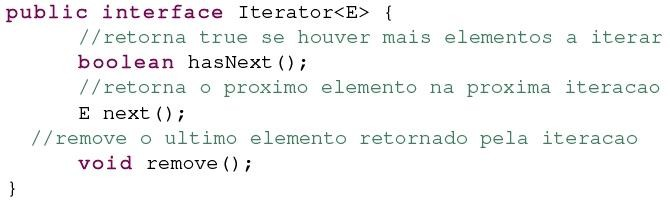 public interface Iterator<E> {
//retorna true se houver mais elementos a iterar
boolean hasNext();
//retorna o proximo elemento na proxima iteracao
E next();
//remove o ultimo elemento retornado pela iteracao
void remove();
}